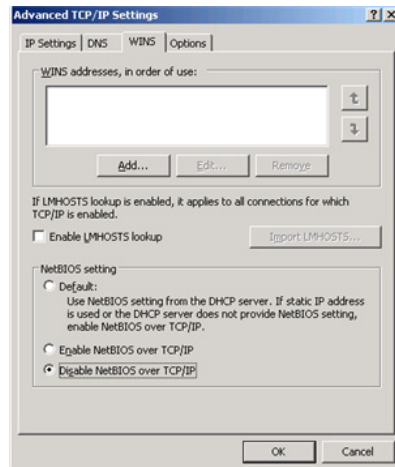 Advanced TCP/IP Settings
IP Settings DNS WINS Options
WINS addresses, in order of use:
Add... Edit... Remove
If LMHOSTS lookup is enabled, it applies to all connections for which
TCP/IP is enabled.
Enable LMHOSTS lookup Import LMHOSTS...
NetBIOS setting
Default:
Use NetBIOS setting from the DHCP server. If static IP address
is used or the DHCP server does not provide NetBIOS setting,
enable NetBIOS over TCP/IP.
Enable NetBIOS over TCP/IP
Disable NetBIOS over TCP/IP
OK Cancel